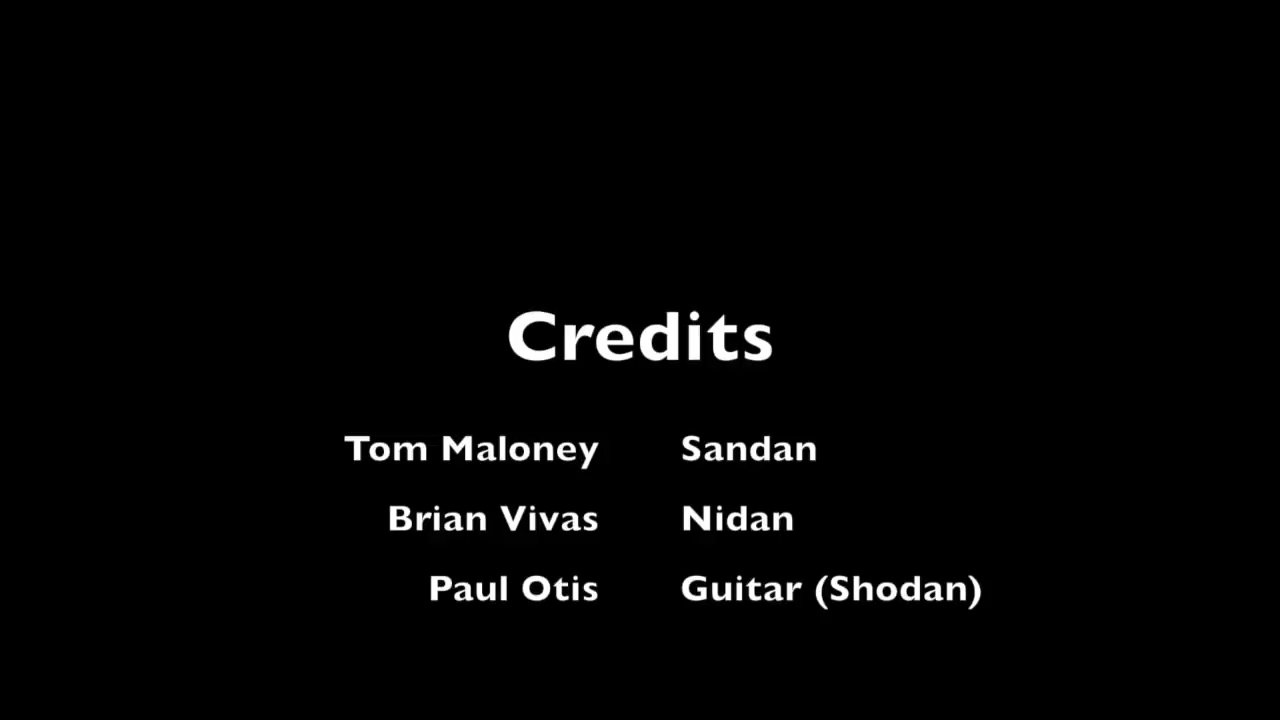 Credits
Tom Maloney Sandan
Brian Vivas Nidan
Paul Otis Guitar (Shodan)